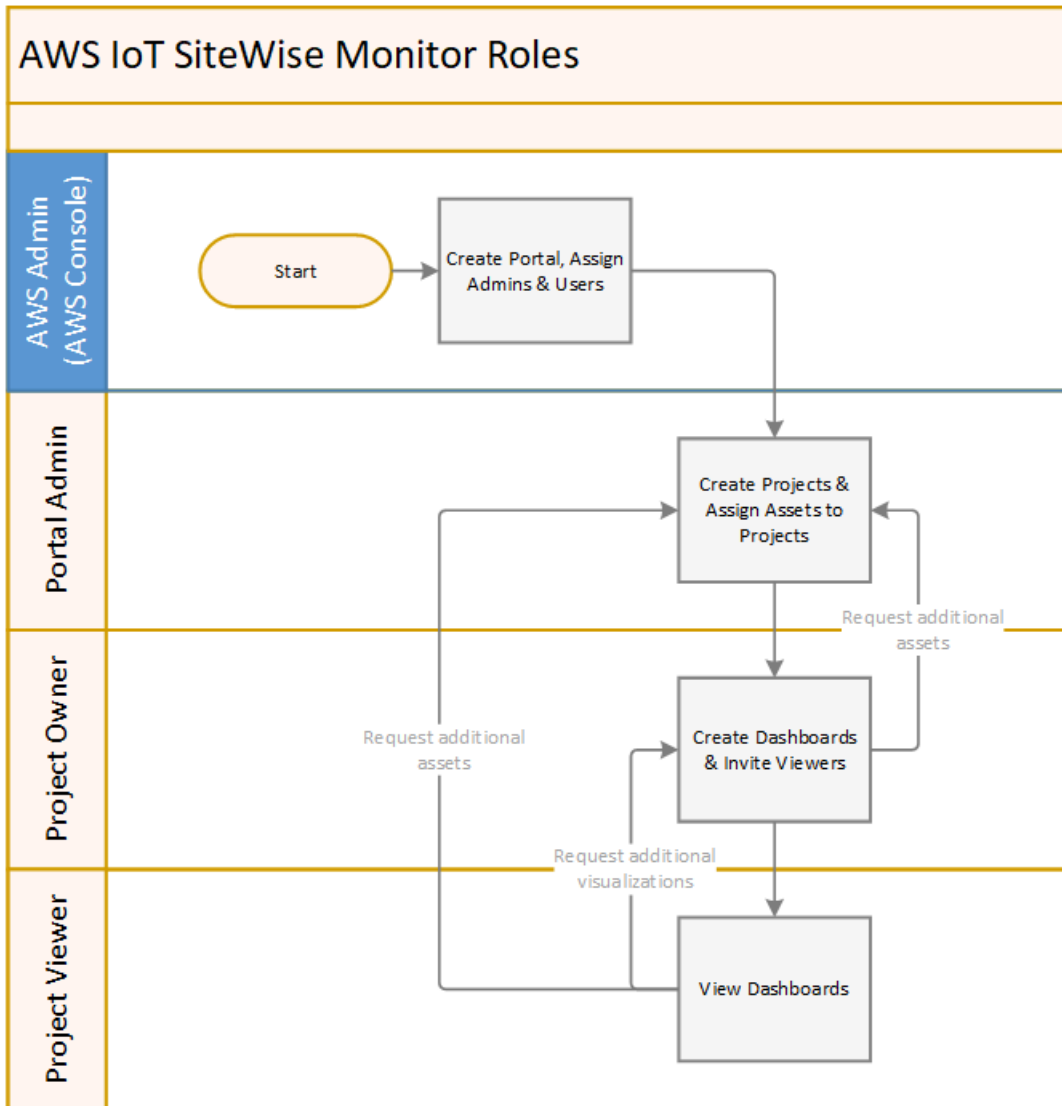 AWS IoT SiteWise Monitor Roles
AWS Admin
(AWS Console)
Start
Create Portal, Assign
Admins & Users
Portal Admin
Create Projects &
Assign Assets to
Projects
Request additional
assets
Project Owner
Request additional
assets
Create Dashboards
& Invite Viewers
Request additional
visualizations
Project Viewer
View Dashboards